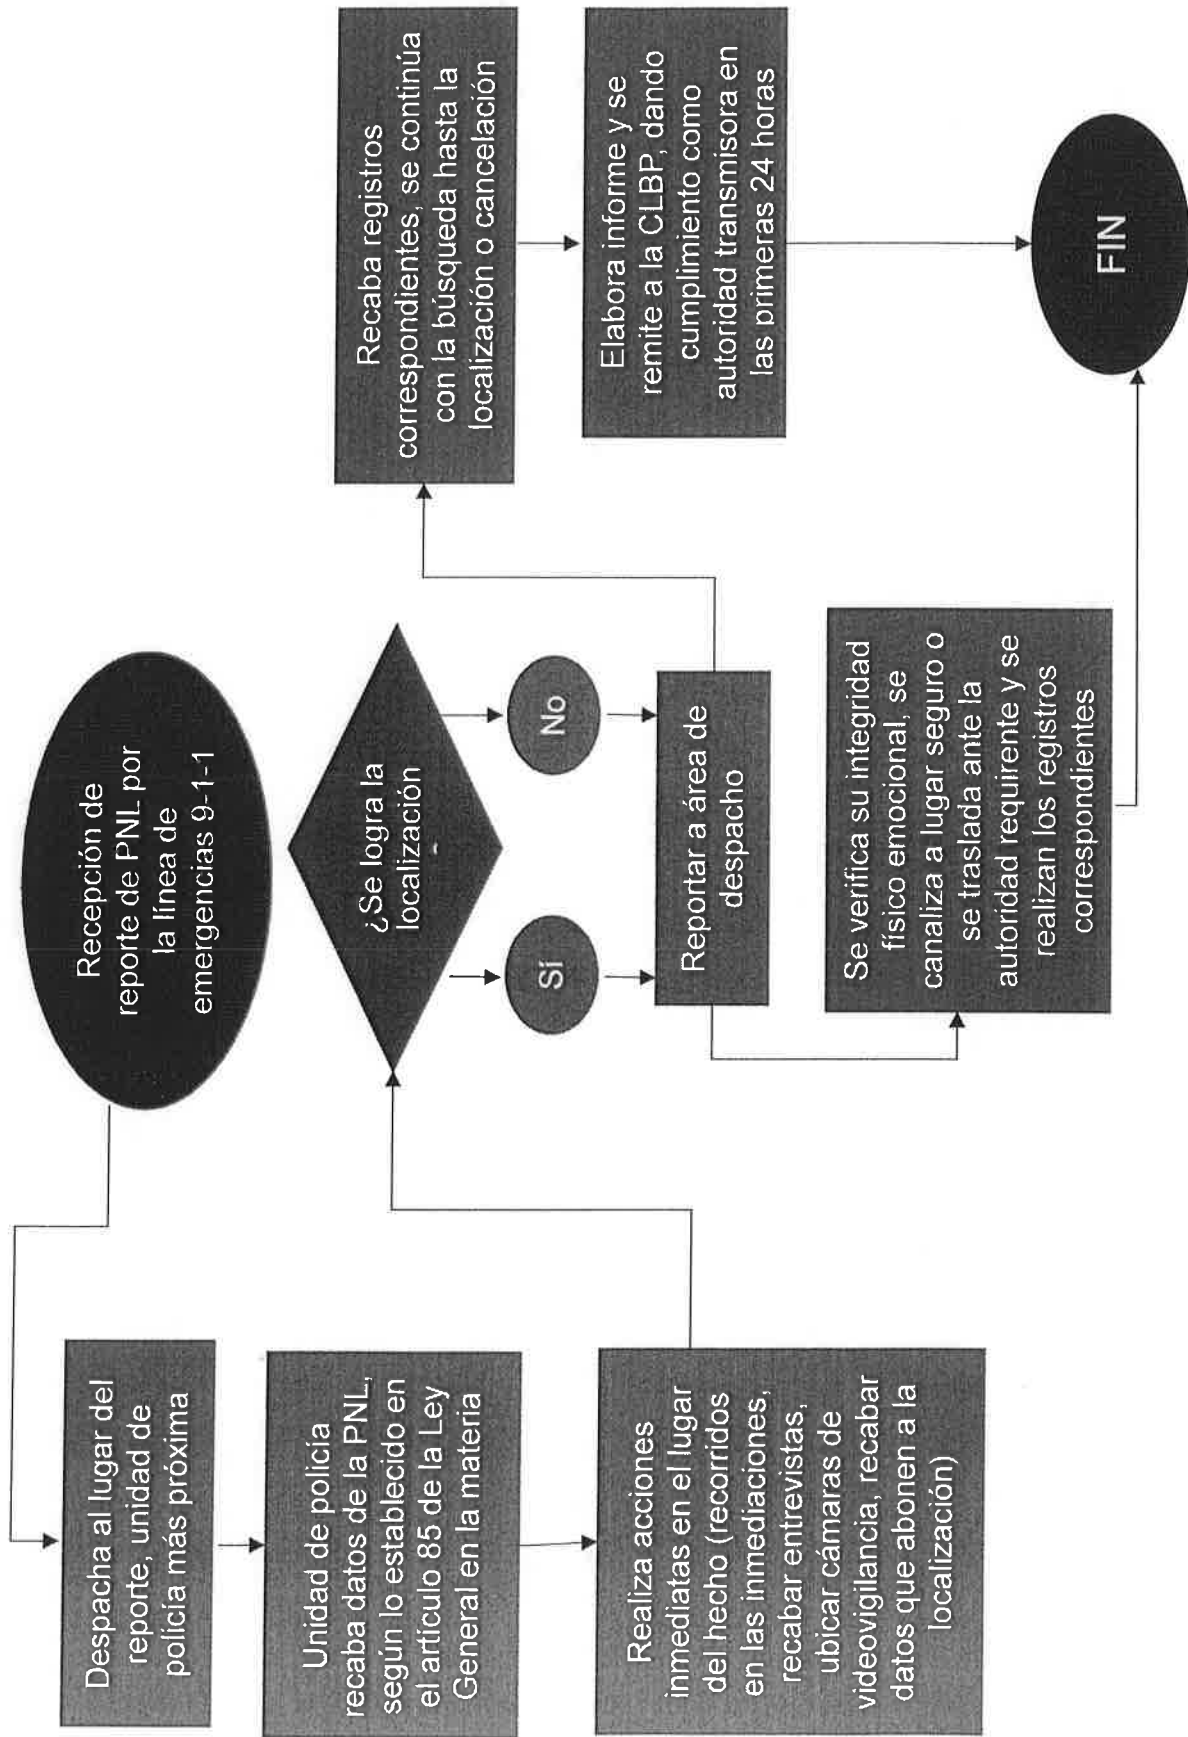 Recepción de
reporte de PNL por
la línea de
emergencias 9-1-1
Despacha al lugar del
reporte, unidad de
policía más próxima
Unidad de policía
recaba datos de la PNL,
según lo establecido en
el artículo 85 de la Ley
General en la materia
Realiza acciones
inmediatas en el lugar
del hecho (recorridos
en las inmediaciones,
recabar entrevistas,
ubicar cámaras de
videovigilancia, recabar
datos que abonen a la
localización)
¿Se logra la
localización
Sí
No
Reportar a área de
despacho
Recaba registros
correspondientes, se continúa
con la búsqueda hasta la
localización o cancelación
Elabora informe y se
remite a la CLBP, dando
cumplimiento como
autoridad transmisora en
las primeras 24 horas
Se verifica su integridad
físico emocional, se
canaliza a lugar seguro o
se traslada ante la
autoridad requirente y se
realizan los registros
correspondientes
FIN